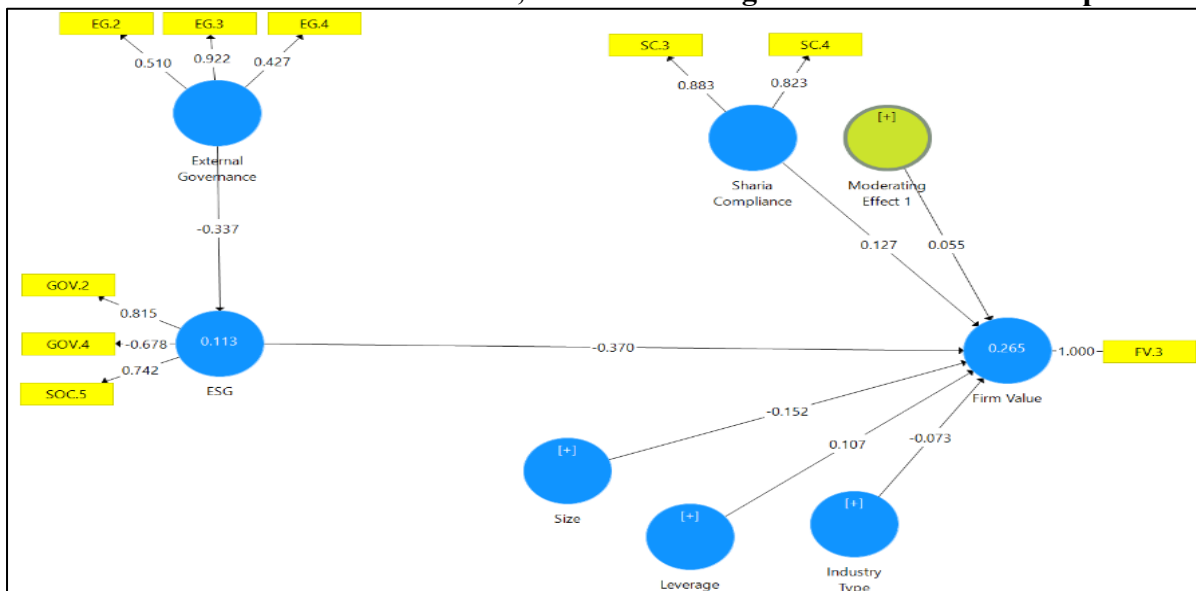 EG.2
EG.3
EG.4
0.510
0.922
0.427
External
Governance
-0.337
GOV.2
GOV.4
SOC.5
0.815
-0.678
0.742
0.113
ESG
-0.370
SC.3
SC.4
0.883
0.823
Sharia
Compliance
[+]
Moderating
Effect 1
0.127
0.055
0.265
Firm Value
1.000
FV.3
-0.152
0.107
-0.073
[+]
Size
[+]
Leverage
[+]
Industry
Type